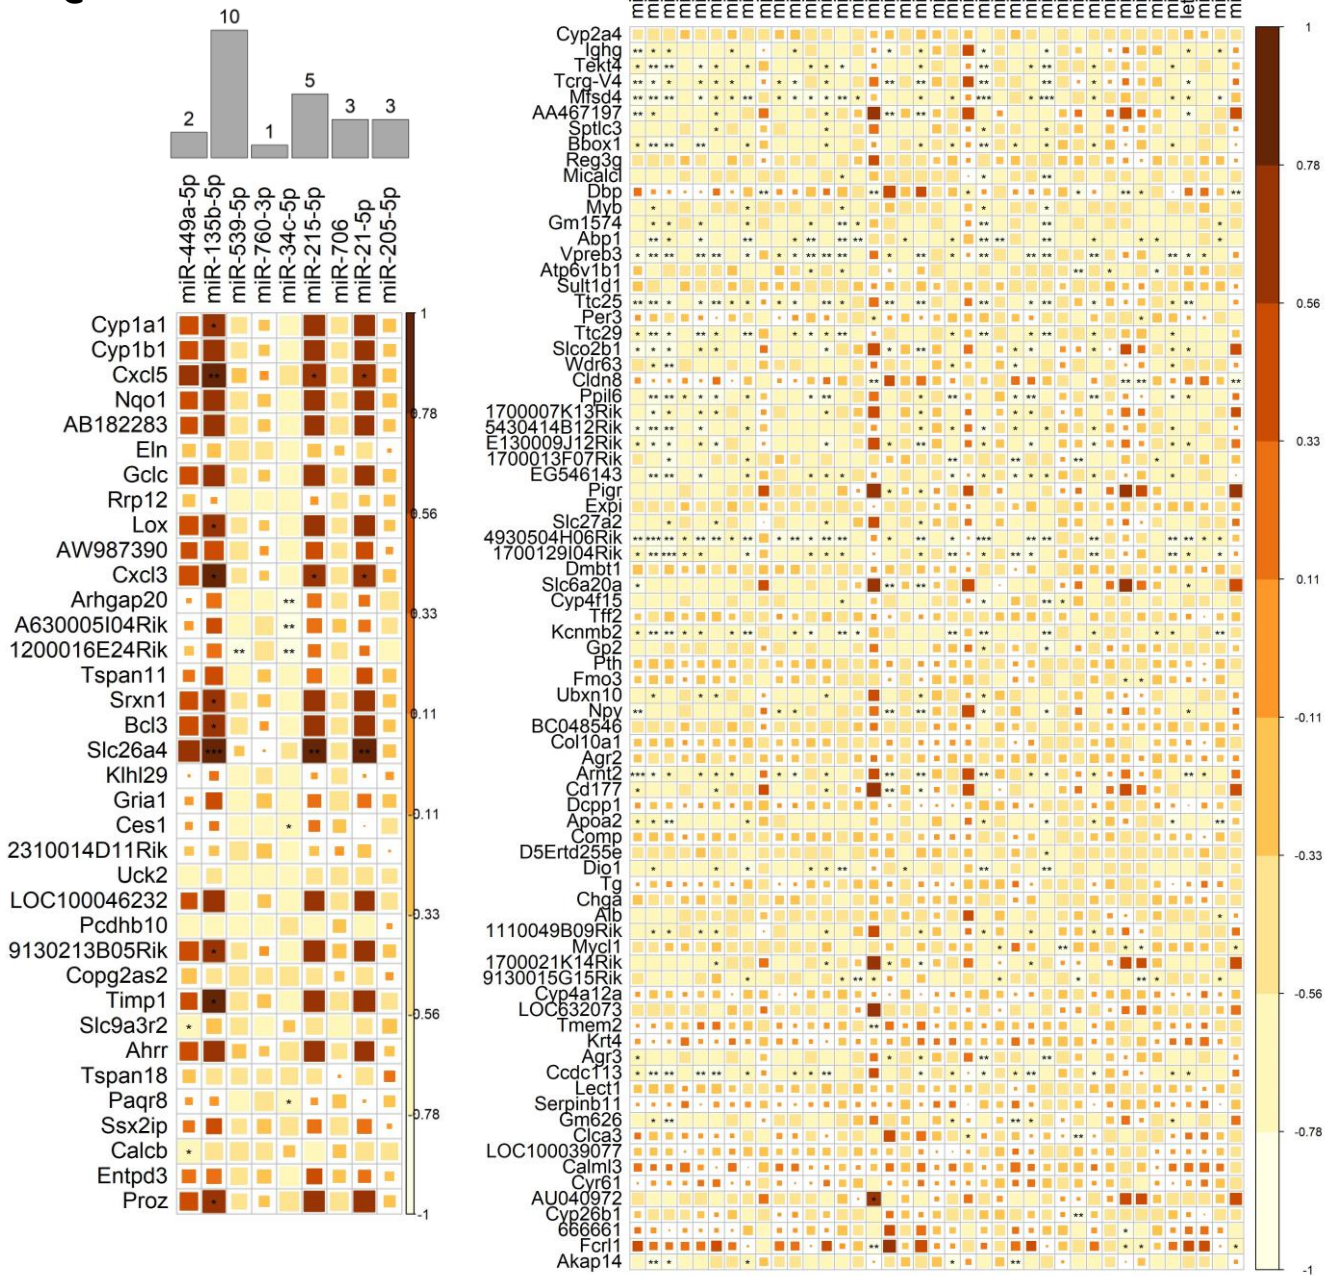 10
5
3
3
2
1
miR-449a-5p
miR-135b-5p
miR-539-5p
miR-760-3p
miR-34c-5p
miR-215-5p
miR-706
miR-21-5p
miR-205-5p
Cyp1a1
Cyp1b1
Cxcl5
Nqo1
AB182283
Eln
Gclc
Rrp12
Lox
AW987390
Cxcl3
Arhgap20
A630005I04Rik
1200016E24Rik
Tspan11
Srxn1
Bcl3
Slc26a4
Klhl29
Gria1
Ces1
2310014D11Rik
Uck2
LOC100046232
Pcdhb10
9130213B05Rik
Copg2as2
Timp1
Slc9a3r2
Ahrr
Tspan18
Paqr8
Ssx2ip
Calcb
Entpd3
Proz
1
0.78
0.56
0.33
0.11
-0.11
-0.33
-0.56
-0.78
-1
Cyp2a4
Ighg
Tekt4
Tcrg-V4
Mfsd4
AA467197
Sptlc3
Bbox1
Reg3g
Micalcl
Dbp
Myb
Gm1574
Abp1
Vpreb3
Atp6v1b1
Sult1d1
Ttc25
Per3
Ttc29
Slco2b1
Wdr63
Cldn8
Ppil6
1700007K13Rik
5430414B12Rik
E130009J12Rik
1700013F07Rik
EG546143
Pigr
Expi
Slc27a2
4930504H06Rik
1700129I04Rik
Dmbt1
Slc6a20a
Cyp4f15
Tff2
Kcnmb2
Gp2
Pth
Fmo3
Ubxn10
Npy
BC048546
Col10a1
Agr2
Arnt2
Cd177
Dcpp1
Apoa2
Comp
D5Ertd255e
Dio1
Tg
Chga
Alb
1110049B09Rik
Mycl1
1700021K14Rik
9130015G15Rik
Cyp4a12a
LOC632073
Tmem2
Krt4
Agr3
Ccdc113
Lect1
Serpinb11
Gm626
Clca3
LOC100039077
Calml3
Cyr61
AU040972
Cyp26b1
666661
Fcrl1
Akap14
1
0.78
0.56
0.33
0.11
-0.11
-0.33
-0.56
-0.78
-1